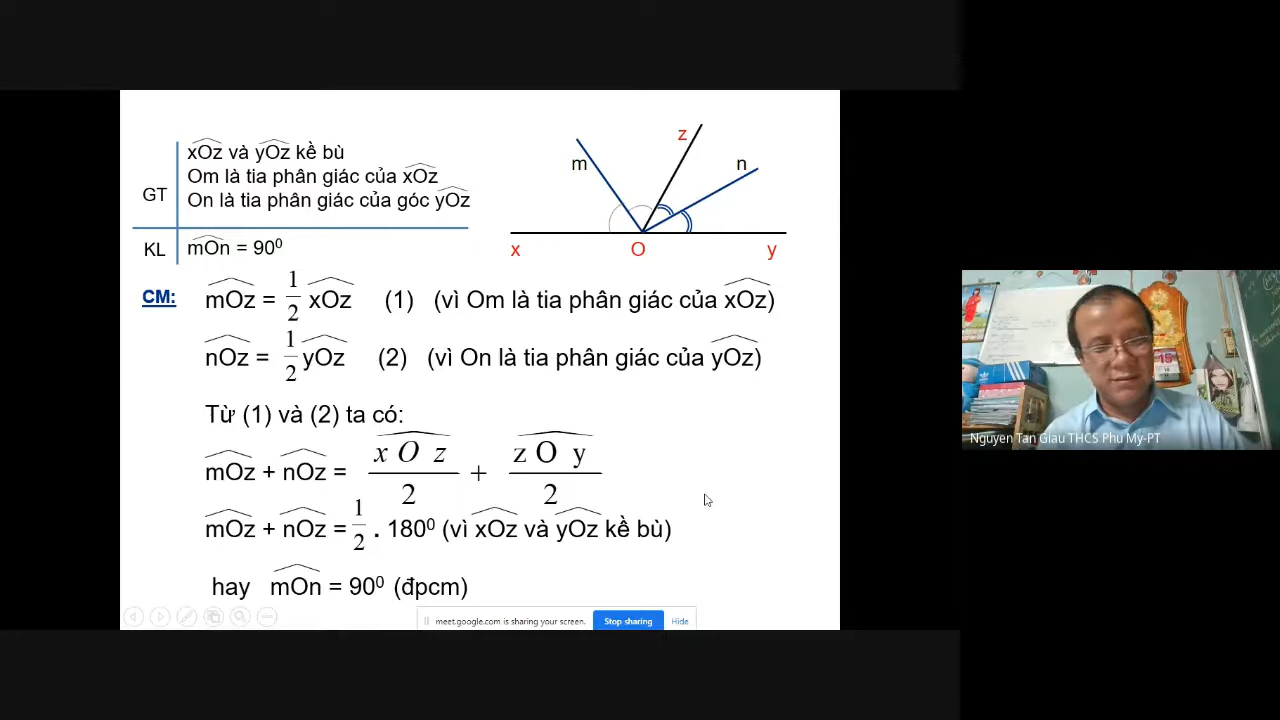 xOz và yOz kề bù
Om là tia phân giác của xOz
GT
On là tia phân giác của góc yOz
KL
mOn = 90⁰
z
m
n
x
O
y
CM:
mOz = 1/2 xOz (1) (vì Om là tia phân giác của xOz)
nOz = 1/2 yOz (2) (vì On là tia phân giác của yOz)
Từ (1) và (2) ta có:
mOz + nOz = x O z / 2 + z O y / 2
mOz + nOz = 1/2 . 180⁰ (vì xOz và yOz kề bù)
hay mOn = 90⁰ (đpcm)
meet.google.com is sharing your screen.
Stop sharing
Hide
Nguyen Tan Giau THCS Phu My-PT
15